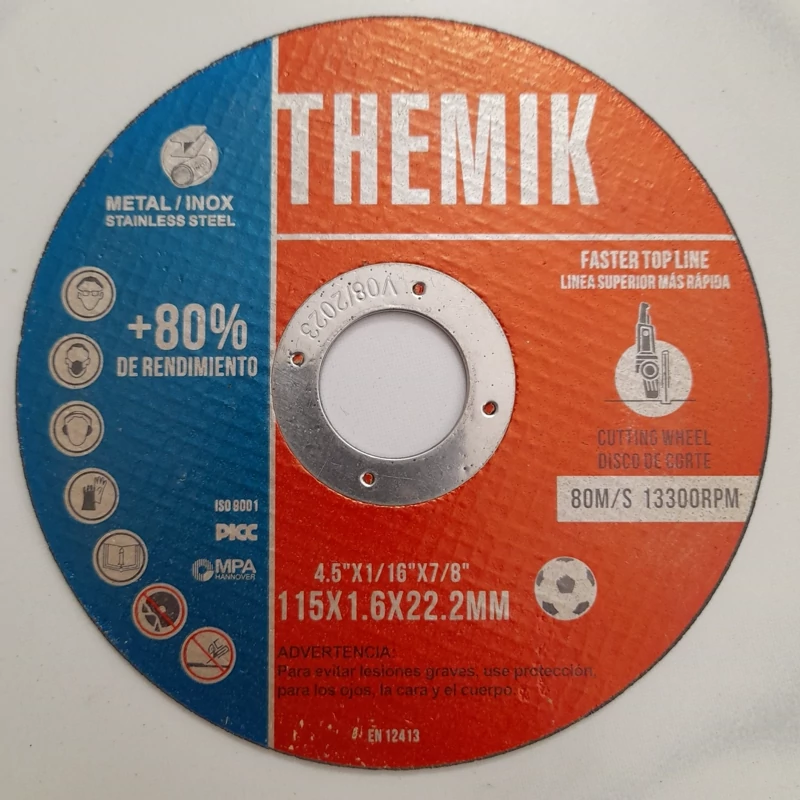 THEMIK
METAL / INOX
STAINLESS STEEL
FASTER TOP LINE
LINEA SUPERIOR MÁS RÁPIDA
V08/2023
+80%
DE RENDIMIENTO
CUTTING WHEEL
DISCO DE CORTE
80M/S 13300RPM
ISO 9001
PICC
MPA
HANNOVER
4.5"X1/16"X7/8"
115X1.6X22.2MM
ADVERTENCIA:
Para evitar lesiones graves, use protección,
para los ojos, la cara y el cuerpo.
EN 12413